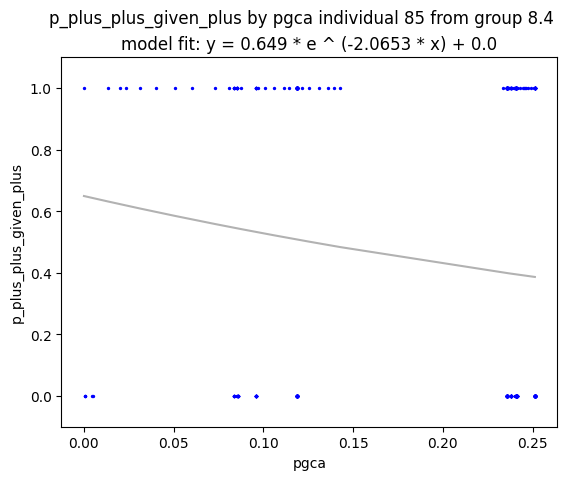 p_plus_plus_given_plus by pgca individual 85 from group 8.4
model fit: y = 0.649 * e ^ (-2.0653 * x) + 0.0
1.0
0.8
0.6
0.4
0.2
0.0
p_plus_plus_given_plus
0.00 0.05 0.10 0.15 0.20 0.25
pgca